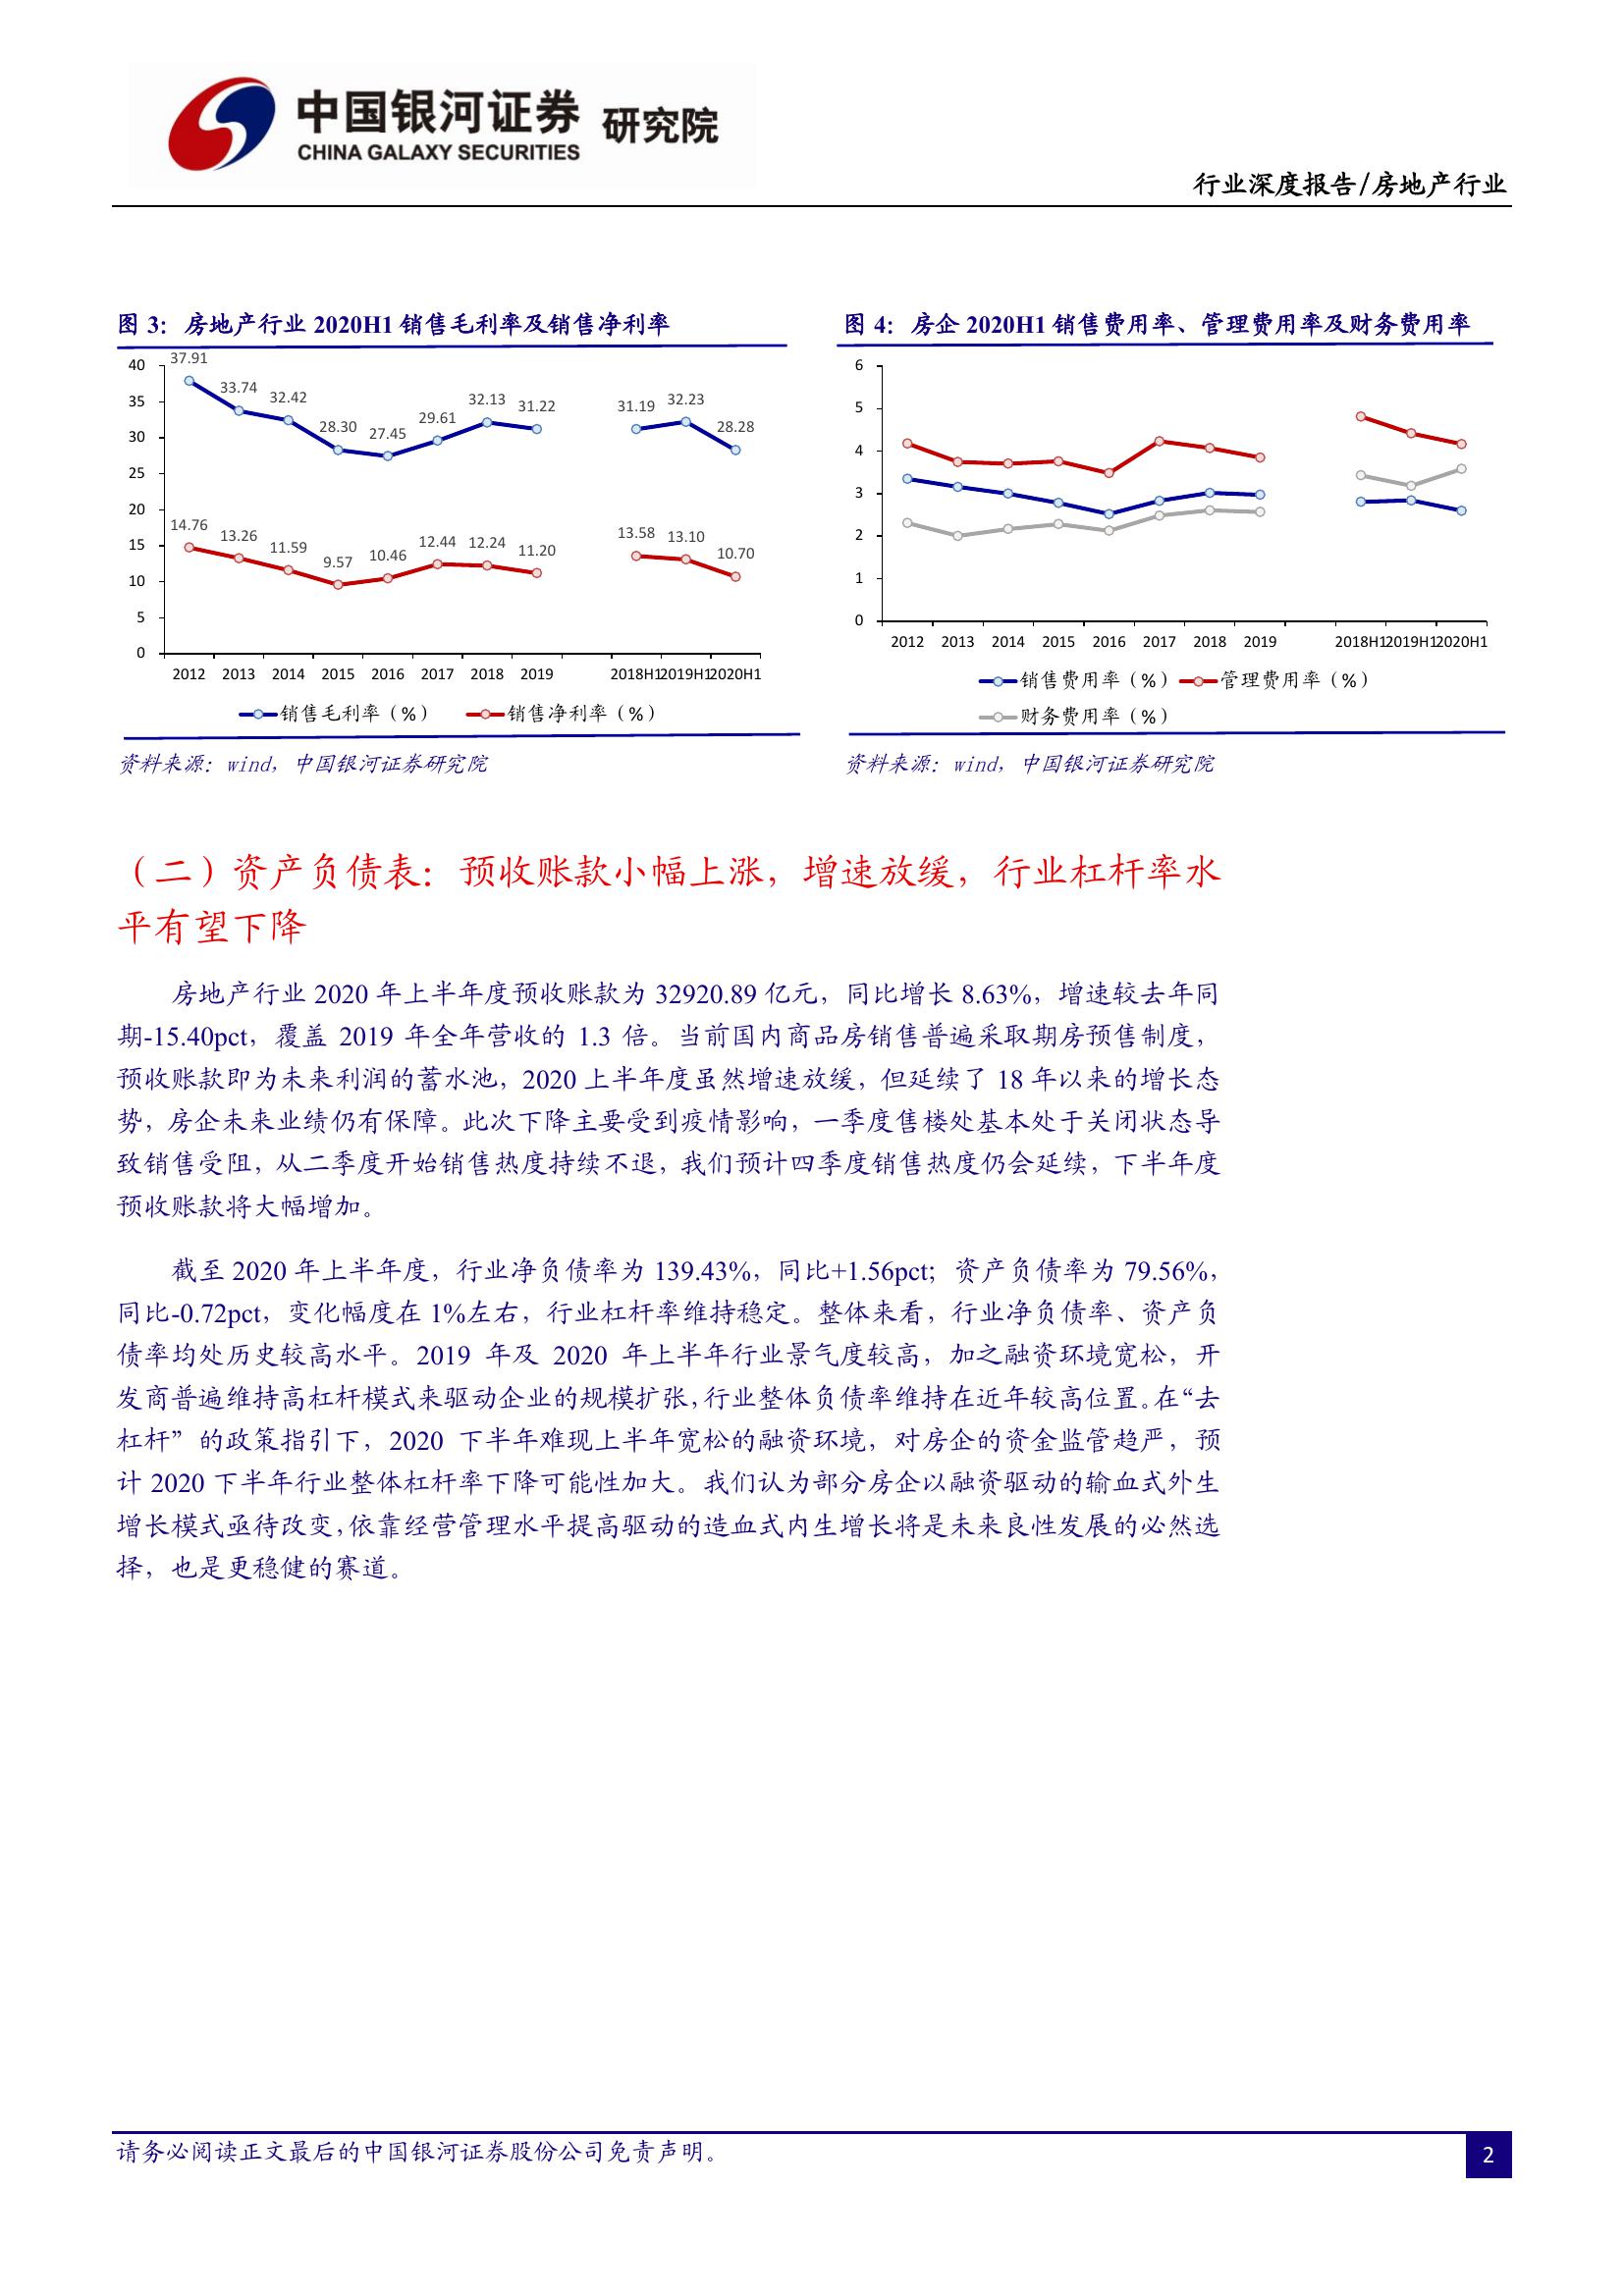 中国银河证券 研究院
CHINA GALAXY SECURITIES
行业深度报告/房地产行业
图 3：房地产行业 2020H1 销售毛利率及销售净利率
40
35
30
25
20
15
10
5
0
37.91
33.74
32.42
28.30
27.45
29.61
32.13
31.22
31.19
32.23
28.28
14.76
13.26
11.59
9.57
10.46
12.44
12.24
11.20
13.58
13.10
10.70
2012 2013 2014 2015 2016 2017 2018 2019 2018H1 2019H1 2020H1
销售毛利率（%） 销售净利率（%）
资料来源：wind，中国银河证券研究院
图 4：房企 2020H1 销售费用率、管理费用率及财务费用率
6
5
4
3
2
1
0
2012 2013 2014 2015 2016 2017 2018 2019 2018H1 2019H1 2020H1
销售费用率（%） 管理费用率（%）
财务费用率（%）
资料来源：wind，中国银河证券研究院
（二）资产负债表：预收账款小幅上涨，增速放缓，行业杠杆率水
平有望下降
房地产行业 2020 年上半年度预收账款为 32920.89 亿元，同比增长 8.63%，增速较去年同
期-15.40pct，覆盖 2019 年全年营收的 1.3 倍。当前国内商品房销售普遍采取期房预售制度，
预收账款即为未来利润的蓄水池，2020 上半年度虽然增速放缓，但延续了 18 年以来的增长态
势，房企未来业绩仍有保障。此次下降主要受到疫情影响，一季度售楼处基本处于关闭状态导
致销售受阻，从二季度开始销售热度持续不退，我们预计四季度销售热度仍会延续，下半年度
预收账款将大幅增加。
截至 2020 年上半年度，行业净负债率为 139.43%，同比+1.56pct；资产负债率为 79.56%，
同比-0.72pct，变化幅度在 1%左右，行业杠杆率维持稳定。整体来看，行业净负债率、资产负
债率均处历史较高水平。2019 年及 2020 年上半年行业景气度较高，加之融资环境宽松，开
发商普遍维持高杠杆模式来驱动企业的规模扩张，行业整体负债率维持在近年较高位置。在“去
杠杆”的政策指引下，2020 下半年难现上半年宽松的融资环境，对房企的资金监管趋严，预
计 2020 下半年行业整体杠杆率下降可能性加大。我们认为部分房企以融资驱动的输血式外生
增长模式亟待改变，依靠经营管理水平提高驱动的造血式内生增长将是未来良性发展的必然选
择，也是更稳健的赛道。
请务必阅读正文最后的中国银河证券股份公司免责声明。
2